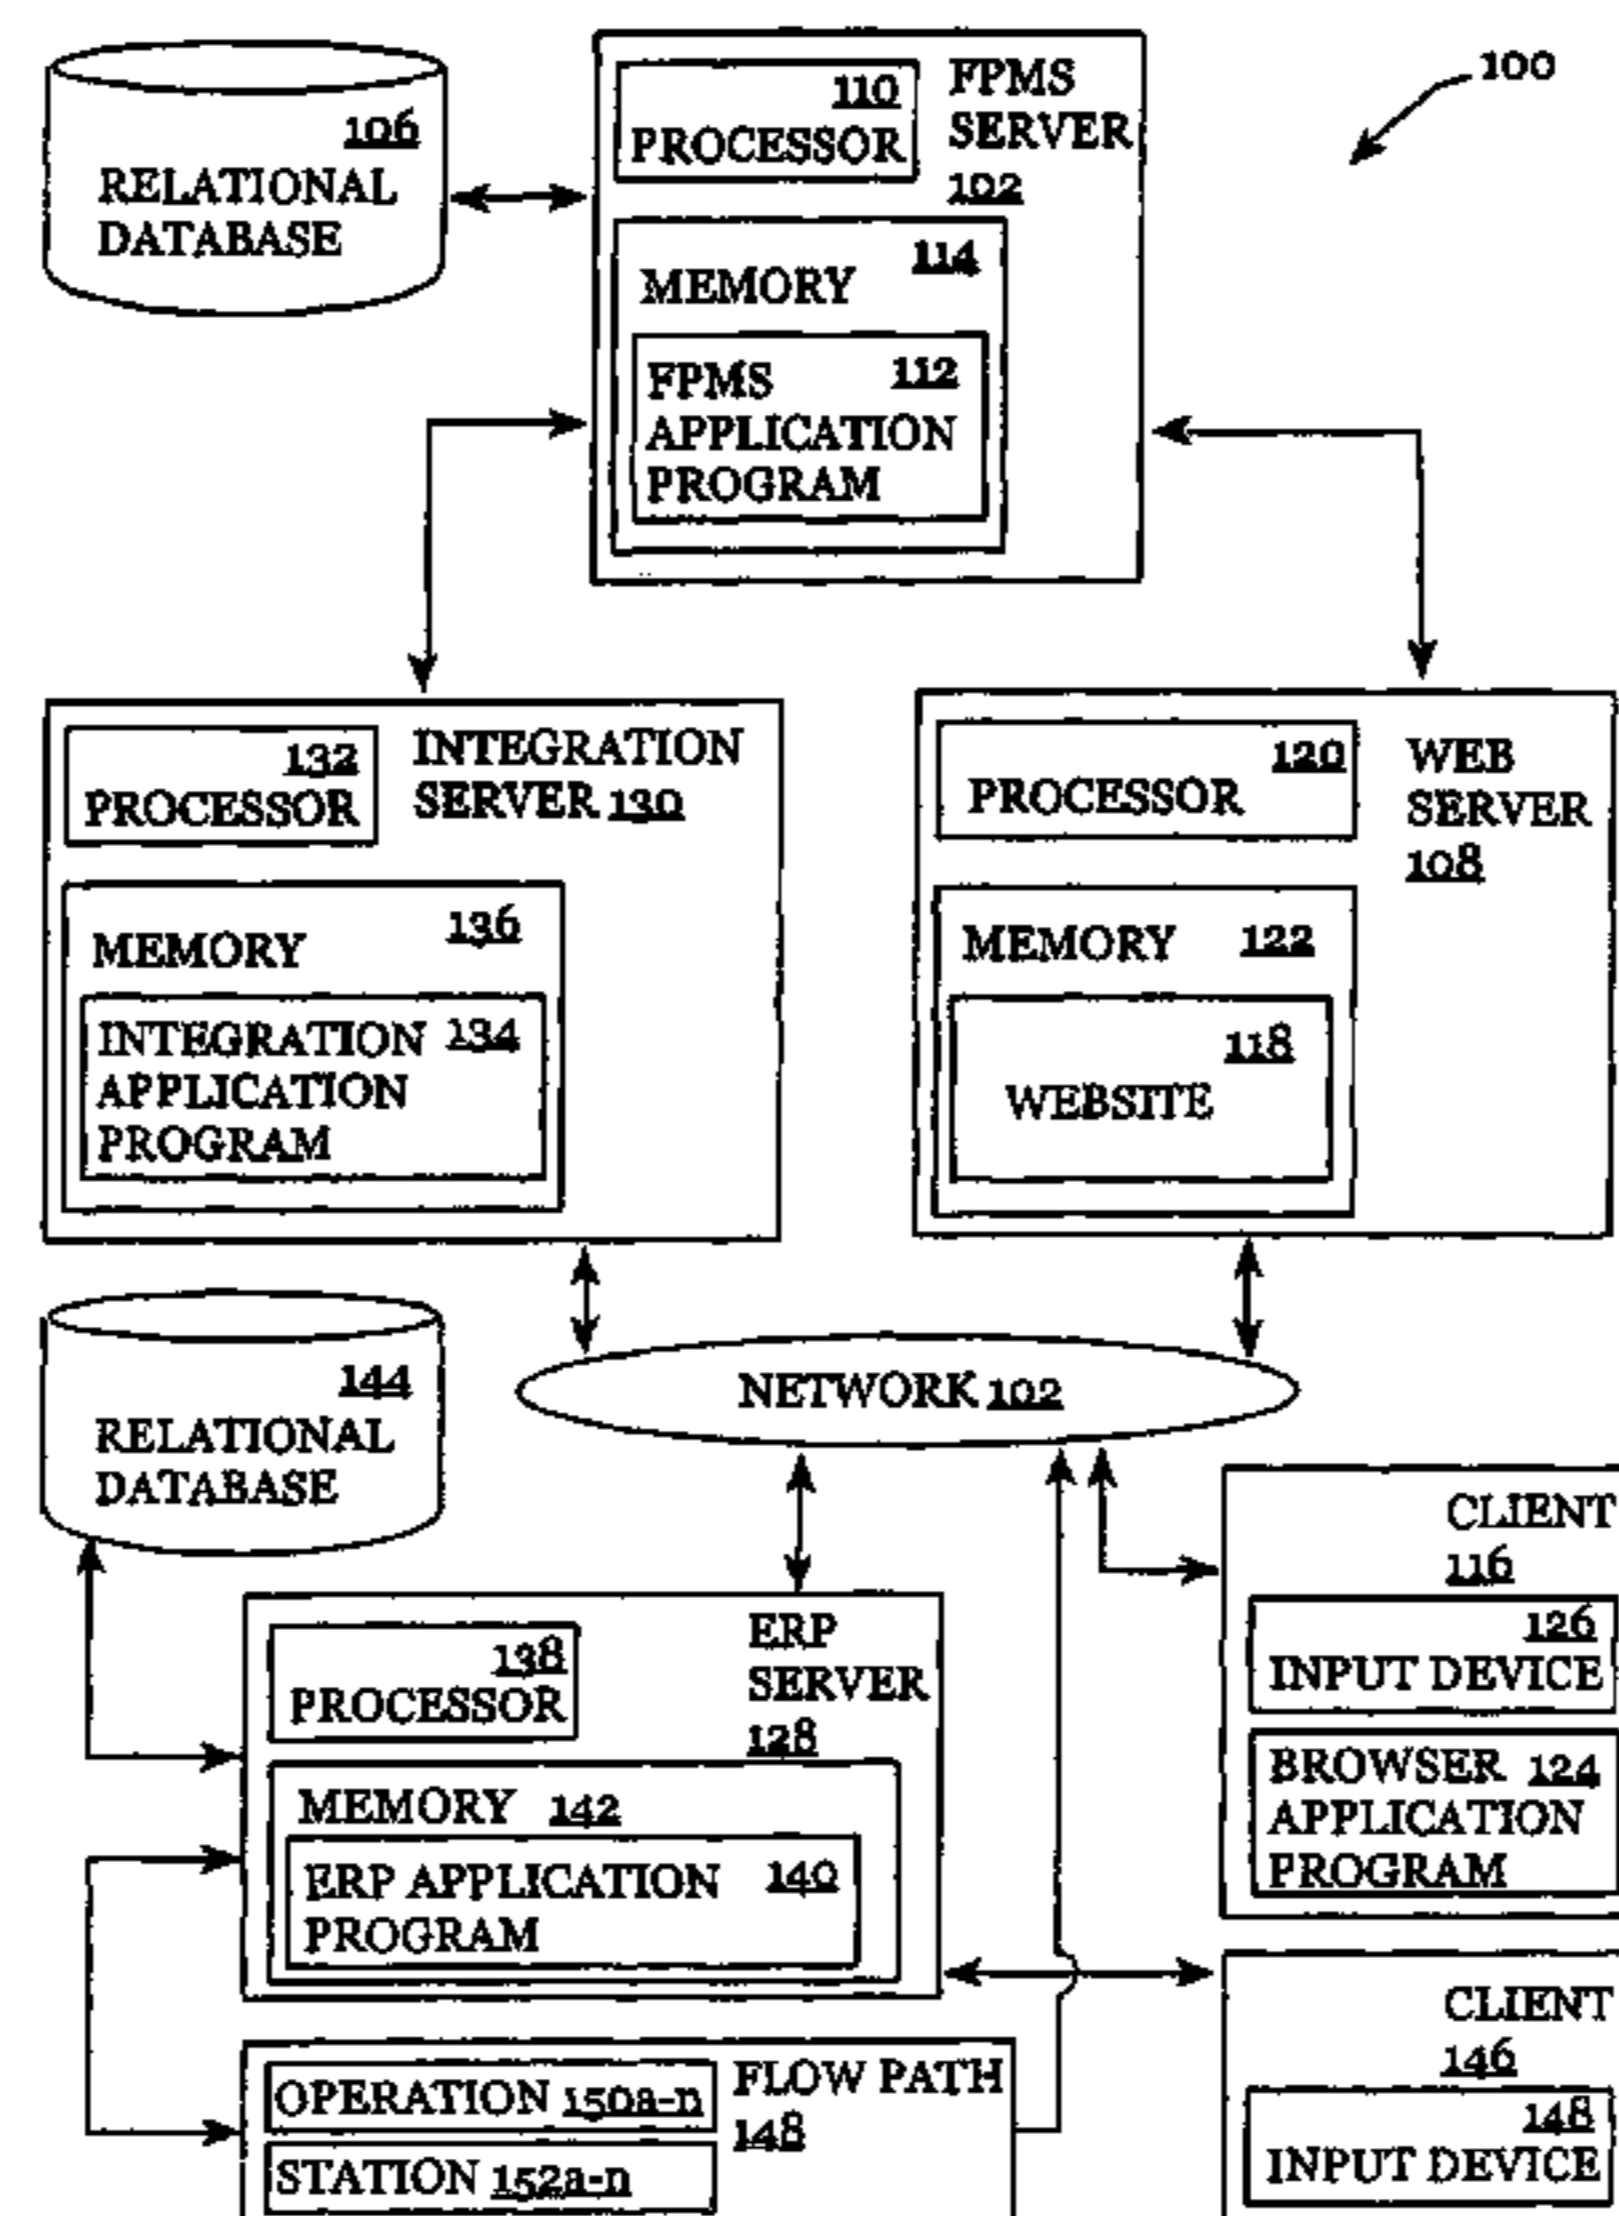 100
106
RELATIONAL
DATABASE
110
PROCESSOR
FPMS
SERVER
102
114
MEMORY
112
FPMS
APPLICATION
PROGRAM
132
PROCESSOR
INTEGRATION
SERVER 130
136
MEMORY
INTEGRATION 134
APPLICATION
PROGRAM
120
PROCESSOR
WEB
SERVER
108
MEMORY 122
118
WEBSITE
NETWORK 102
144
RELATIONAL
DATABASE
138
PROCESSOR
ERP
SERVER
128
MEMORY 142
ERP APPLICATION 140
PROGRAM
CLIENT
116
126
INPUT DEVICE
BROWSER 124
APPLICATION
PROGRAM
OPERATION 150a-n
STATION 152a-n
FLOW PATH
148
CLIENT
146
148
INPUT DEVICE